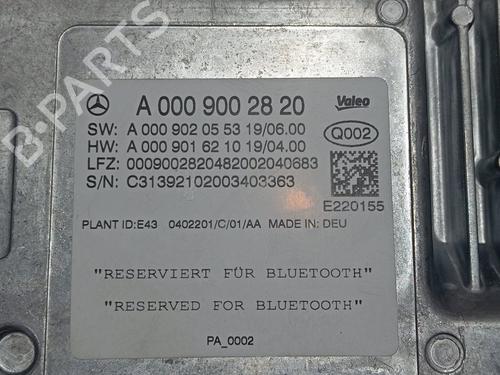 A 000 900 28 20
Valeo
SW: A 000 902 05 53 19/06.00
HW: A 000 901 62 10 19/04.00
Q002
LFZ: 0009002820482002040683
S/N: C31392102003403363
E220155
PLANT ID:E43 0402201/C/01/AA MADE IN: DEU
"RESERVIERT FÜR BLUETOOTH"
"RESERVED FOR BLUETOOTH"
PA_0002
B-Parts